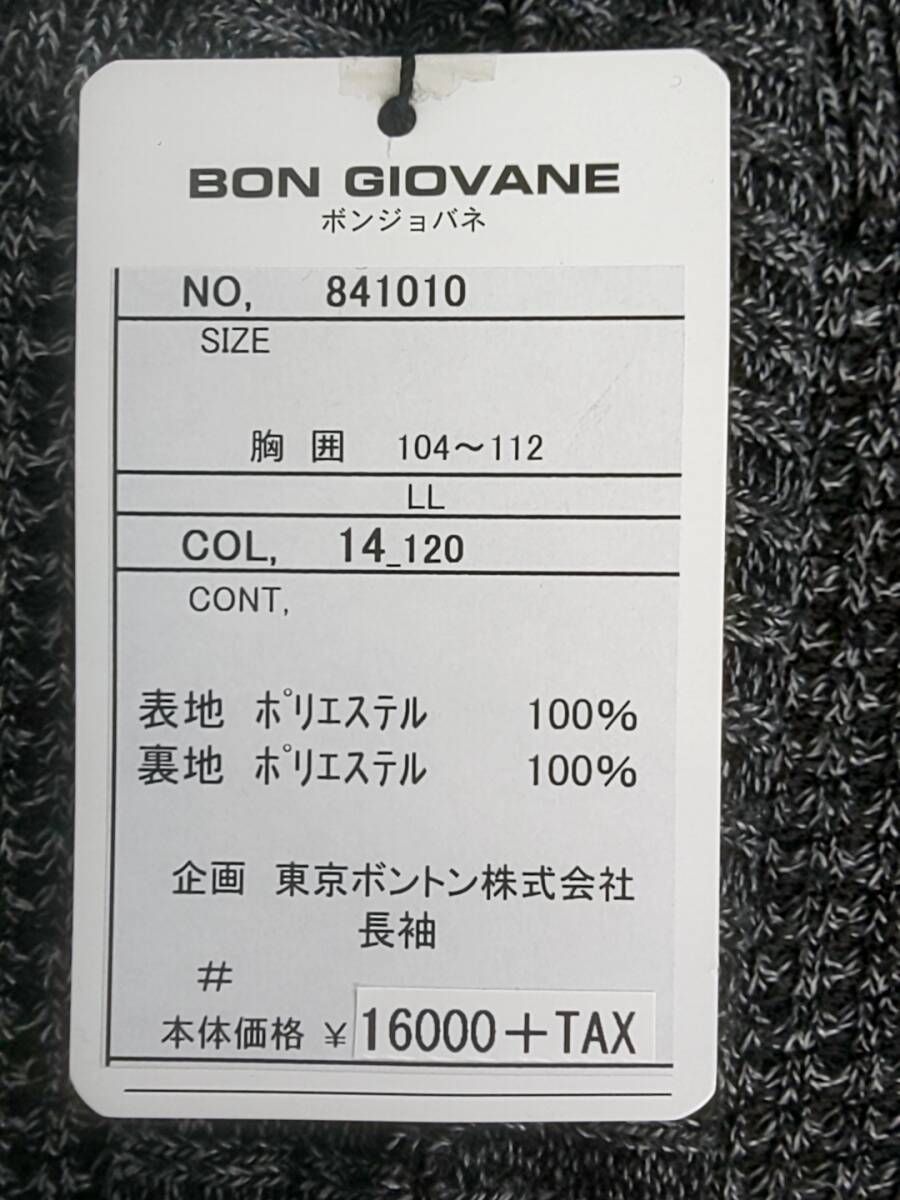 BON GIOVANE
ボンジョバネ
NO, 841010
SIZE
胸 囲 104～112
LL
COL, 14_120
CONT,
表地 ﾎﾟﾘｴｽﾃﾙ 100%
裏地 ﾎﾟﾘｴｽﾃﾙ 100%
企画 東京ボントン株式会社
長袖
#
本体価格 ¥ 16000+TAX